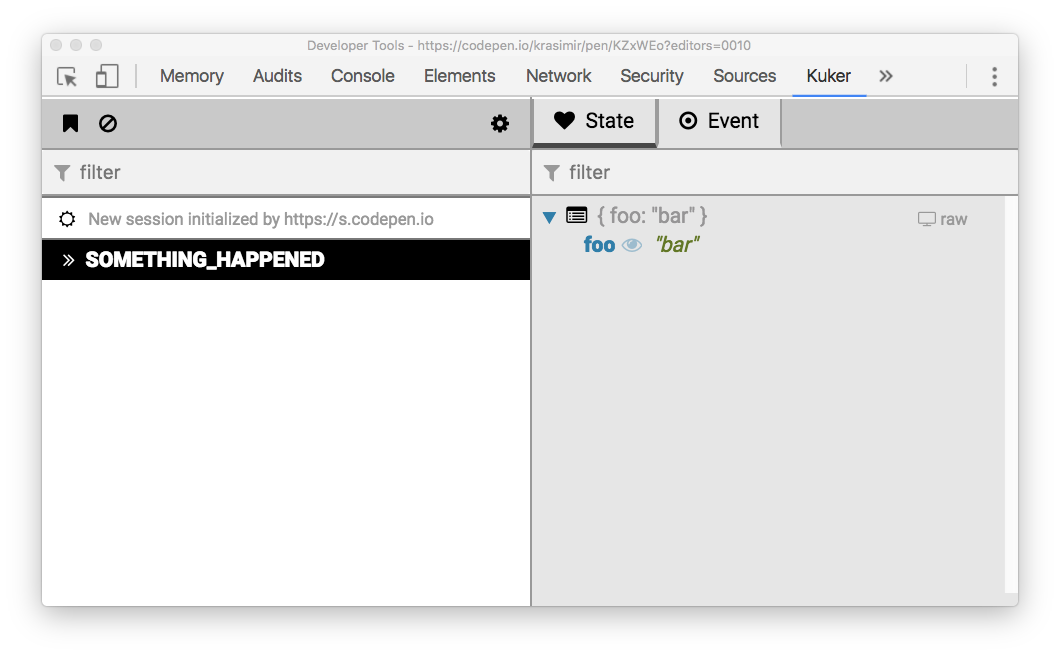 Developer Tools - https://codepen.io/krasimir/pen/KZxWEo?editors=0010
Memory Audits Console Elements Network Security Sources Kuker »
State Event
filter
filter
New session initialized by https://s.codepen.io
» SOMETHING_HAPPENED
{ foo: "bar" } raw
foo "bar"